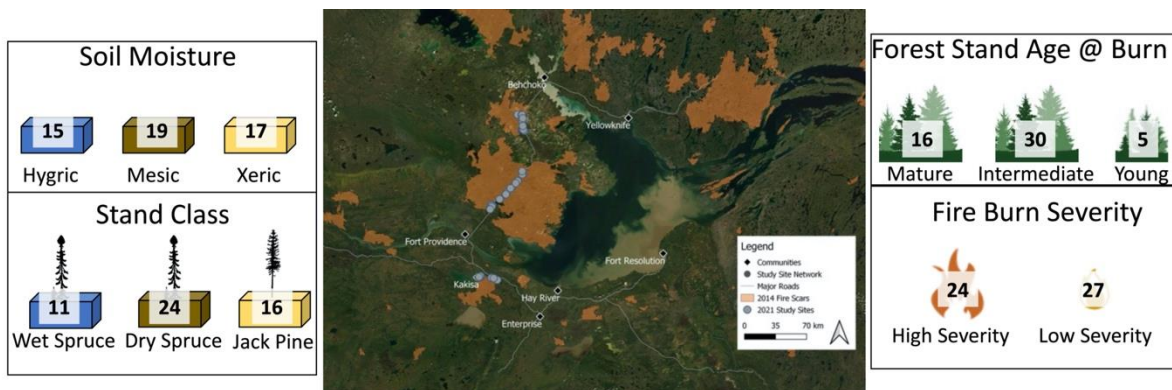 Soil Moisture
15 19 17
Hygric Mesic Xeric
Stand Class
11 24 16
Wet Spruce Dry Spruce Jack Pine
Behchoko
Yellowknife
Fort Providence
Fort Resolution
Kakisa
Hay River
Enterprise
Legend
Communities
Study Site Network
Major Roads
2014 Fire Scars
2021 Study Sites
0 35 70 km
Forest Stand Age @ Burn
16 30 5
Mature Intermediate Young
Fire Burn Severity
24 27
High Severity Low Severity